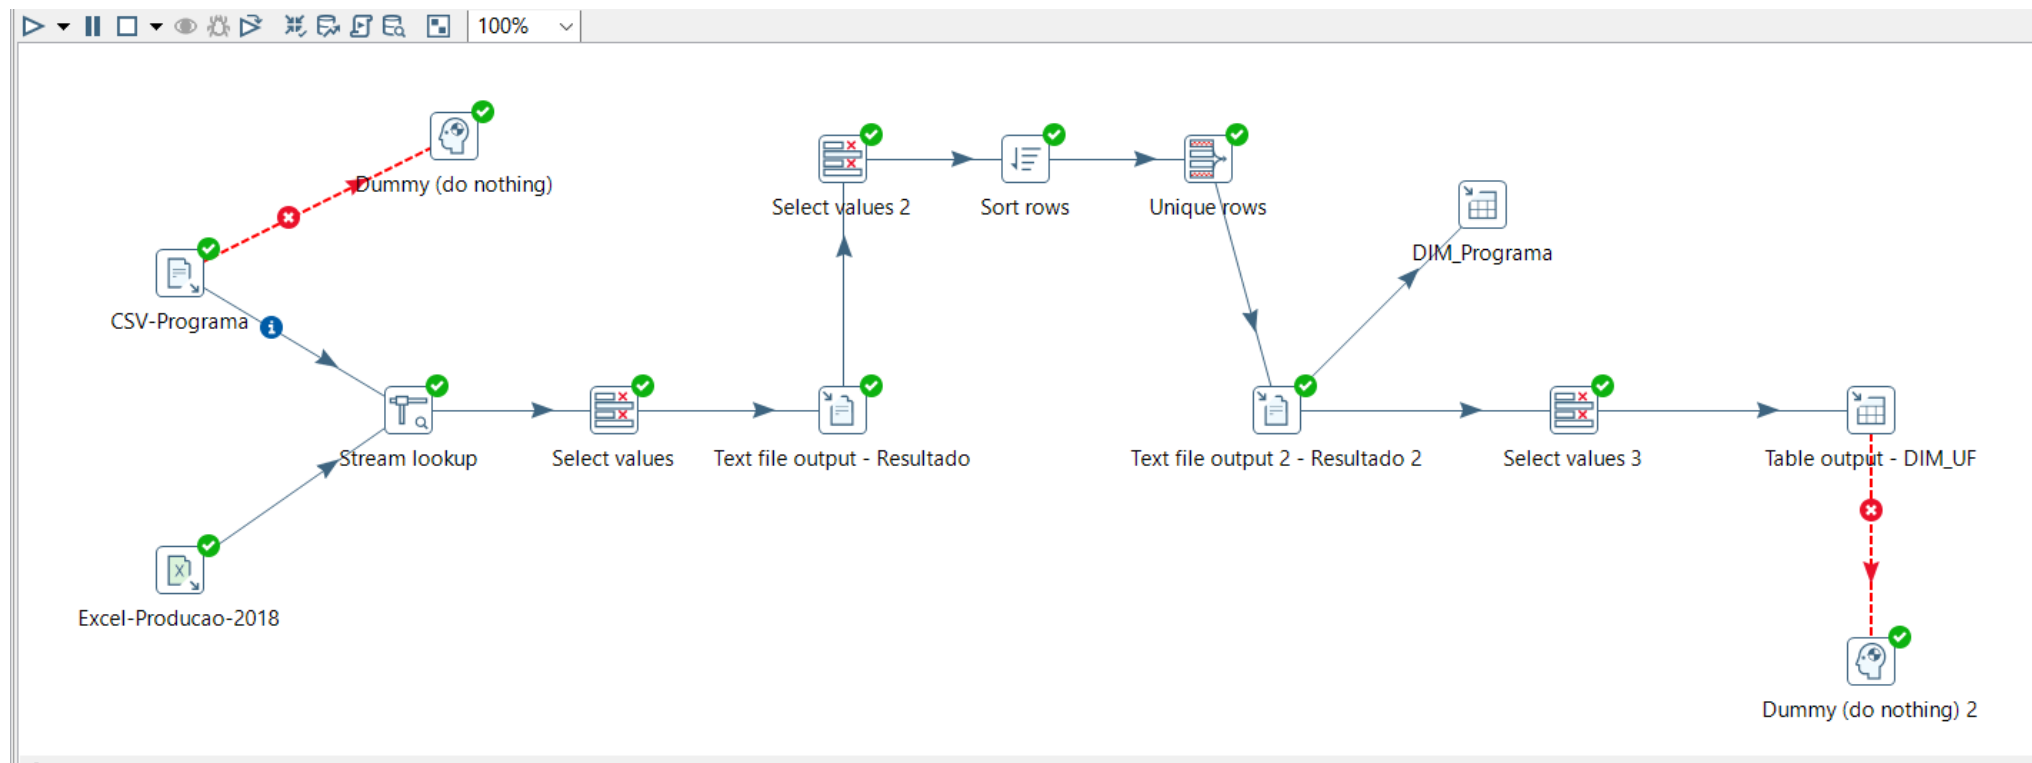 100%
Dummy (do nothing)
Select values 2
Sort rows
Unique rows
DIM_Programa
CSV-Programa
Stream lookup
Select values
Text file output - Resultado
Text file output 2 - Resultado 2
Select values 3
Table output - DIM_UF
Excel-Producao-2018
Dummy (do nothing) 2